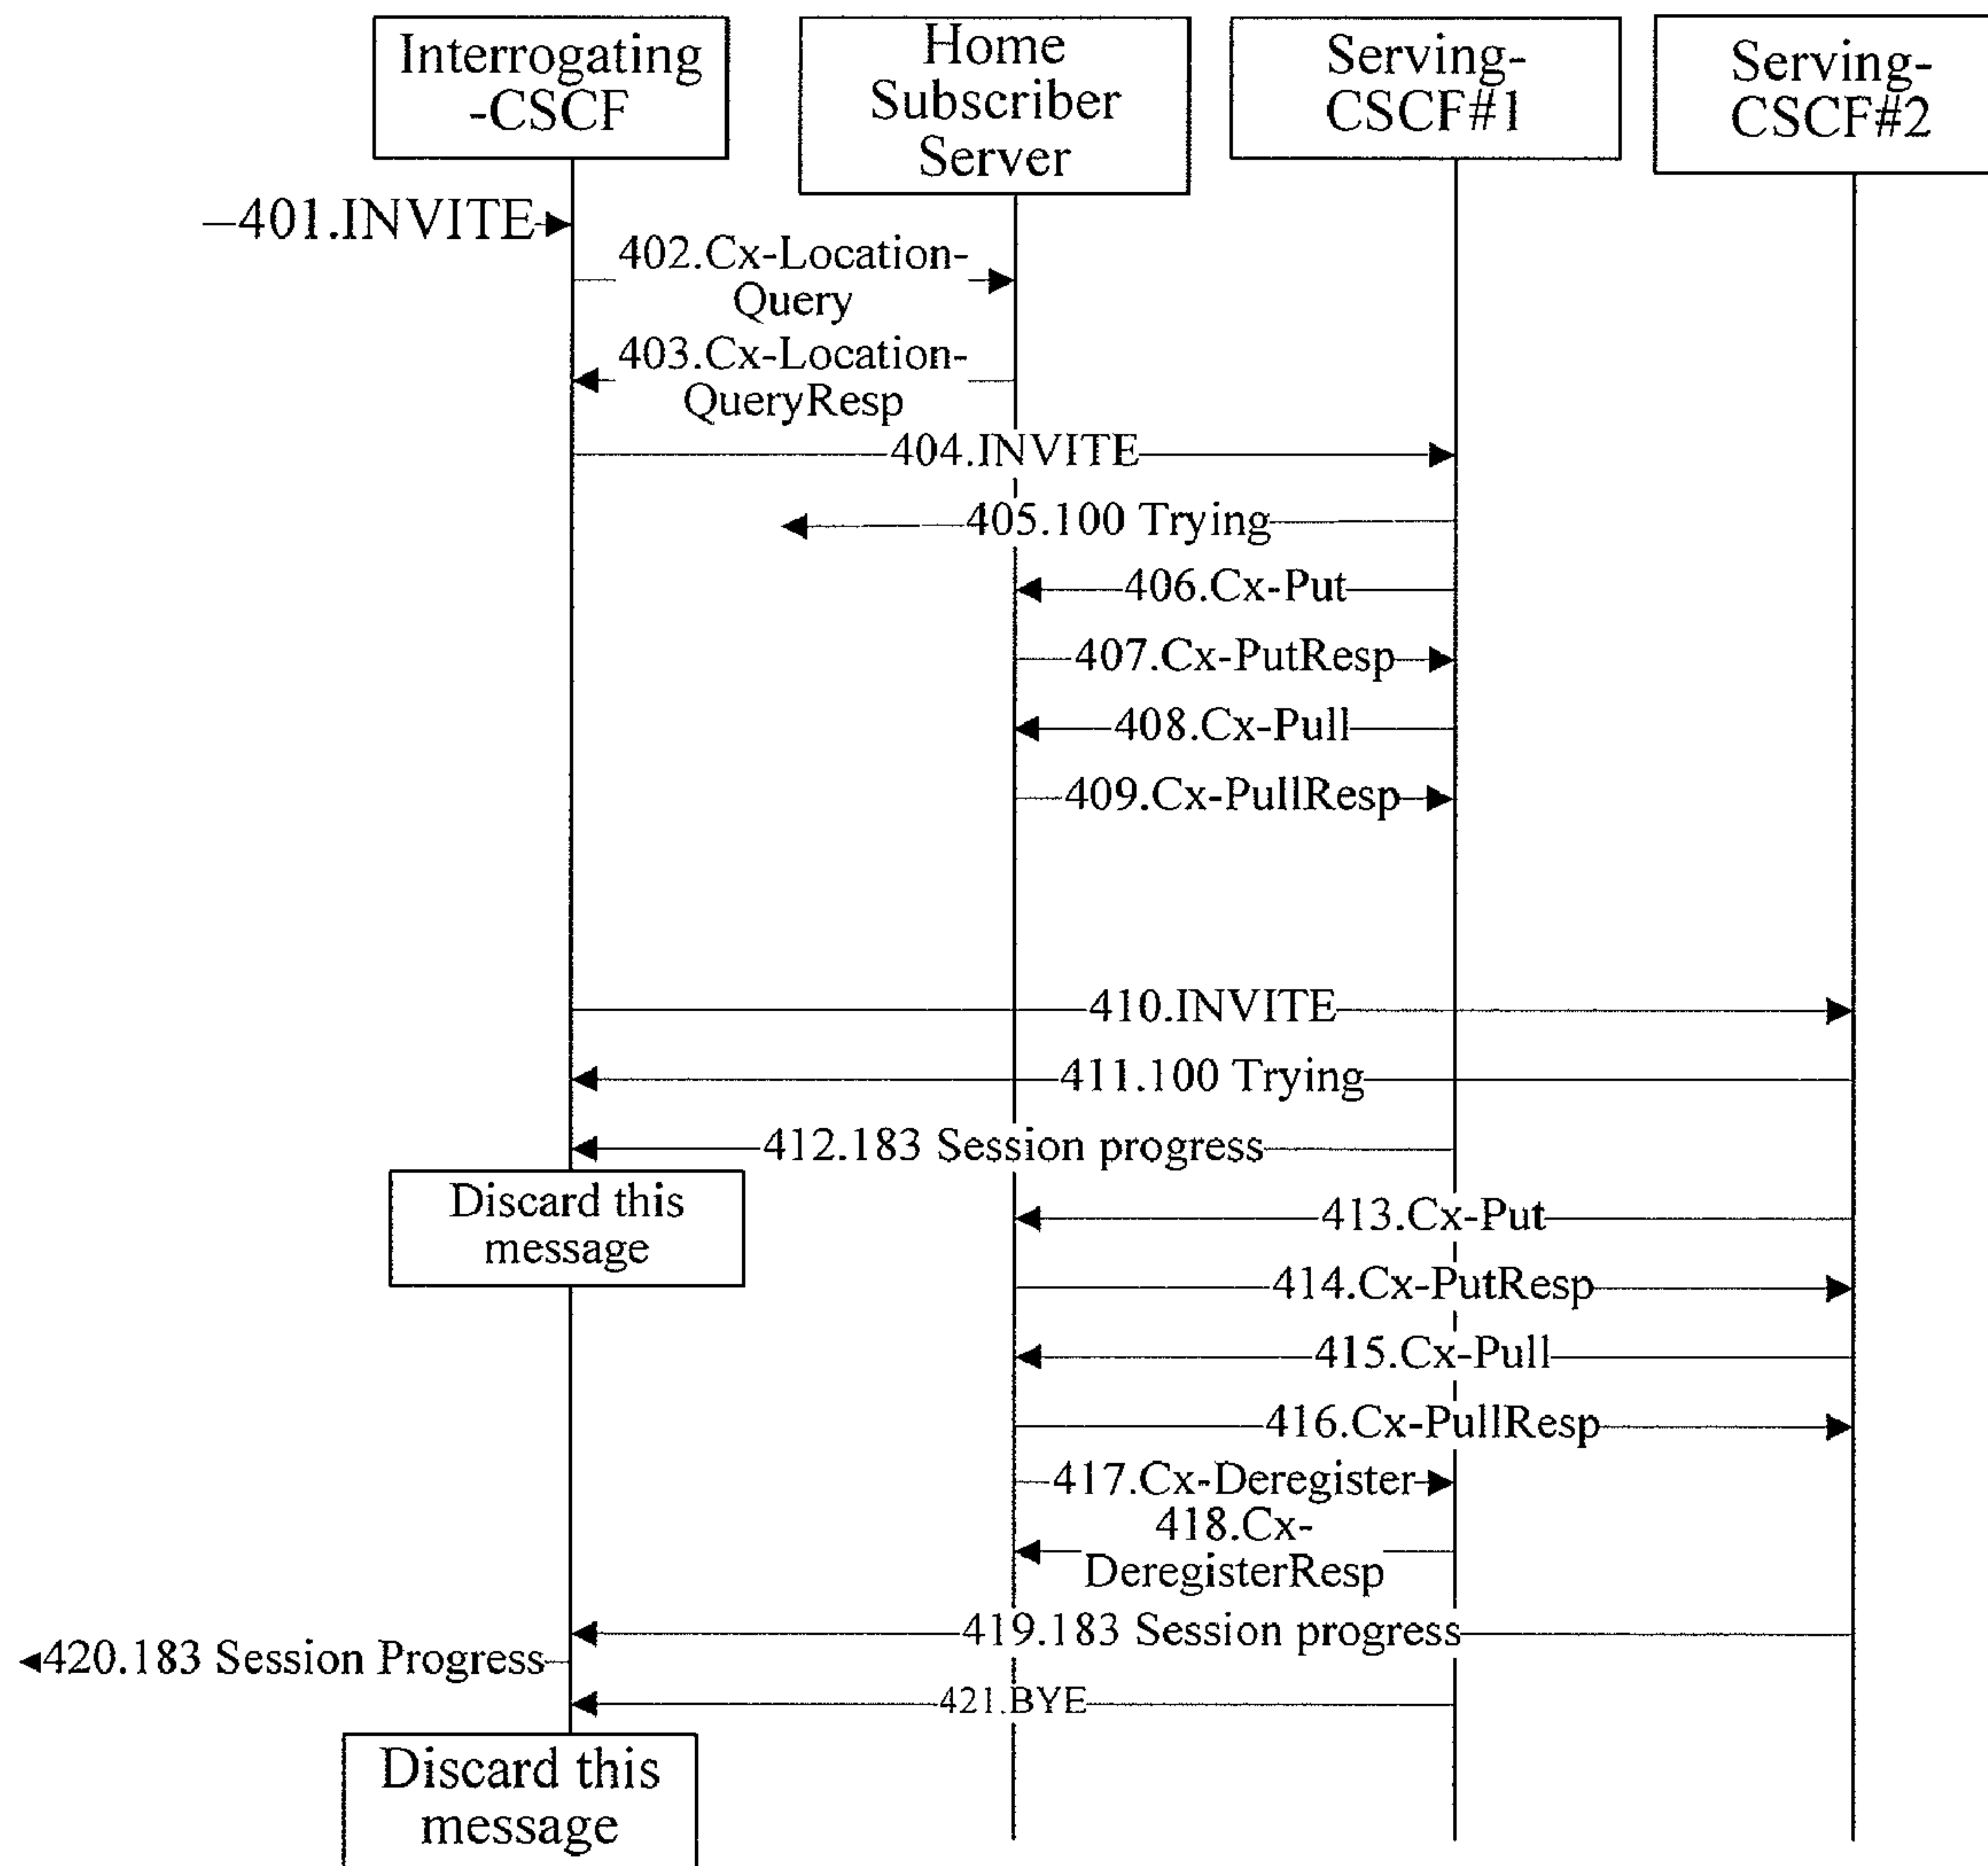 Interrogating
-CSCF
Home
Subscriber
Server
Serving-
CSCF#1
Serving-
CSCF#2
401.INVITE
402.Cx-Location-
Query
403.Cx-Location-
QueryResp
404.INVITE
405.100 Trying
406.Cx-Put
407.Cx-PutResp
408.Cx-Pull
409.Cx-PullResp
410.INVITE
411.100 Trying
412.183 Session progress
Discard this
message
413.Cx-Put
414.Cx-PutResp
415.Cx-Pull
416.Cx-PullResp
417.Cx-Deregister
418.Cx-
DeregisterResp
419.183 Session progress
420.183 Session Progress
421.BYE
Discard this
message